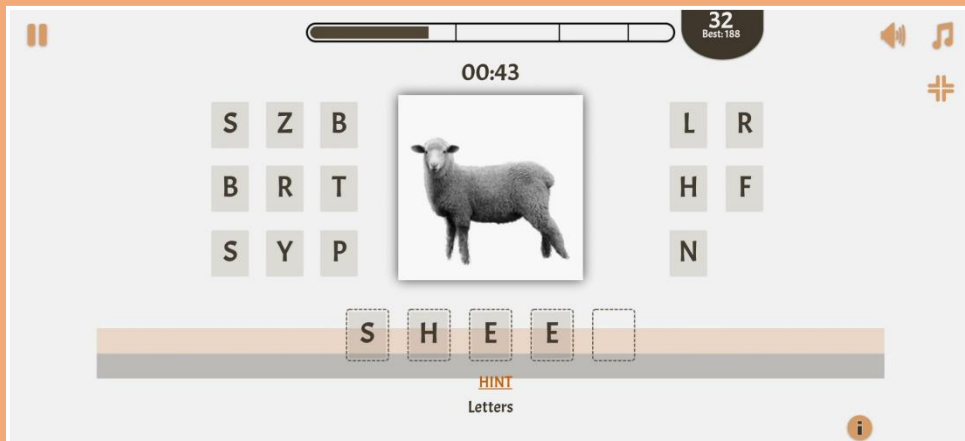 32
Best: 188
00:43
S Z B L R
B R T H F
S Y P N
S H E E
HINT
Letters
i